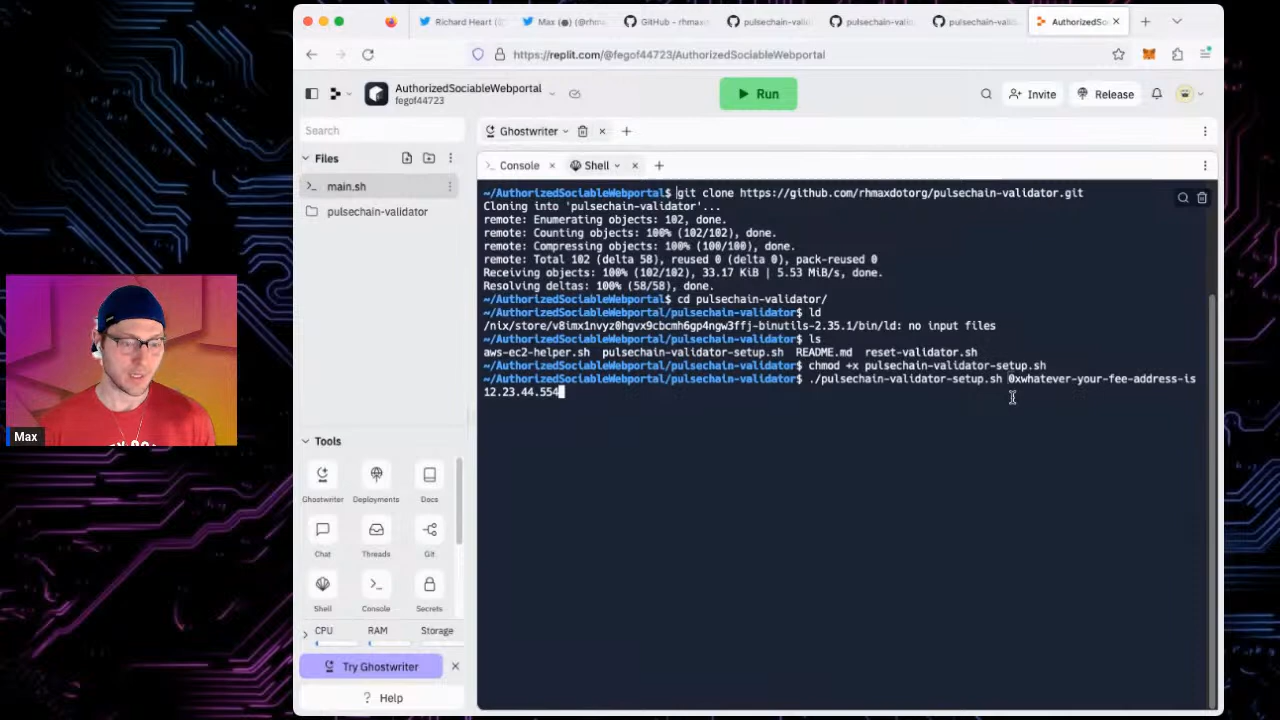 Richard Heart (
Max (●) (@rhma
GitHub - rhmax
pulsechain-valid
pulsechain-valid
pulsechain-valid
AuthorizedSo
https://replit.com/@fegof44723/AuthorizedSociableWebportal
AuthorizedSociableWebportal
fegof44723
Run
Invite
Release
Search
Ghostwriter
Files
Console
Shell
main.sh
pulsechain-validator
~/AuthorizedSociableWebportal$ git clone https://github.com/rhmaxdotorg/pulsechain-validator.git
Cloning into 'pulsechain-validator'...
remote: Enumerating objects: 102, done.
remote: Counting objects: 100% (102/102), done.
remote: Compressing objects: 100% (100/100), done.
remote: Total 102 (delta 58), reused 0 (delta 0), pack-reused 0
Receiving objects: 100% (102/102), 33.17 KiB | 5.53 MiB/s, done.
Resolving deltas: 100% (58/58), done.
~/AuthorizedSociableWebportal$ cd pulsechain-validator/
~/AuthorizedSociableWebportal/pulsechain-validator$ ld
/nix/store/v8imx1nvyz0hgvx9cbcmh6gp4ngw3ffj-binutils-2.35.1/bin/ld: no input files
~/AuthorizedSociableWebportal/pulsechain-validator$ ls
aws-ec2-helper.sh pulsechain-validator-setup.sh README.md reset-validator.sh
~/AuthorizedSociableWebportal/pulsechain-validator$ chmod +x pulsechain-validator-setup.sh
~/AuthorizedSociableWebportal/pulsechain-validator$ ./pulsechain-validator-setup.sh 0xwhatever-your-fee-address-is
12.23.44.554
Max
Tools
Ghostwriter
Deployments
Docs
Chat
Threads
Git
Shell
Console
Secrets
CPU
RAM
Storage
Try Ghostwriter
Help